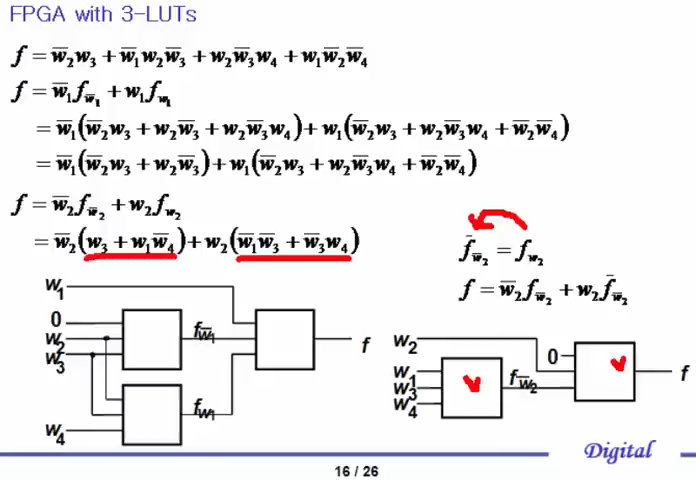 FPGA with 3-LUTs
f = w̅₂w₃ + w̅₁w₂w̅₃ + w₂w̅₃w₄ + w₁w̅₂w̅₄
f = w̅₁f_w̅₁ + w₁f_w₁
= w̅₁(w̅₂w₃ + w₂w̅₃ + w₂w̅₃w₄) + w₁(w̅₂w₃ + w₂w̅₃w₄ + w̅₂w̅₄)
= w̅₁(w̅₂w₃ + w₂w̅₃) + w₁(w̅₂w₃ + w₂w̅₃w₄ + w̅₂w̅₄)
f = w̅₂f_w̅₂ + w₂f_w₂
= w̅₂(w₃ + w₁w̅₄) + w₂(w̅₁w̅₃ + w̅₃w₄)
f̅_w̅₂ = f_w₂
f = w̅₂f_w̅₂ + w₂f̅_w̅₂
w₁
0
w₂
w₃
w₄
f_w̅₁
f_w₁
f
w₂
w₁
w₃
w₄
f_w̅₂
0
f
Digital
16 / 26